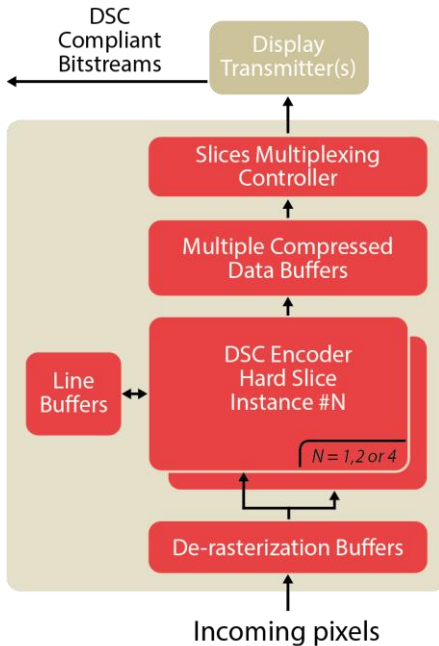 DSC
Compliant
Bitstreams
Display
Transmitter(s)
Slices Multiplexing
Controller
Multiple Compressed
Data Buffers
DSC Encoder
Hard Slice
Instance #N
N = 1,2 or 4
Line
Buffers
De-rasterization Buffers
Incoming pixels